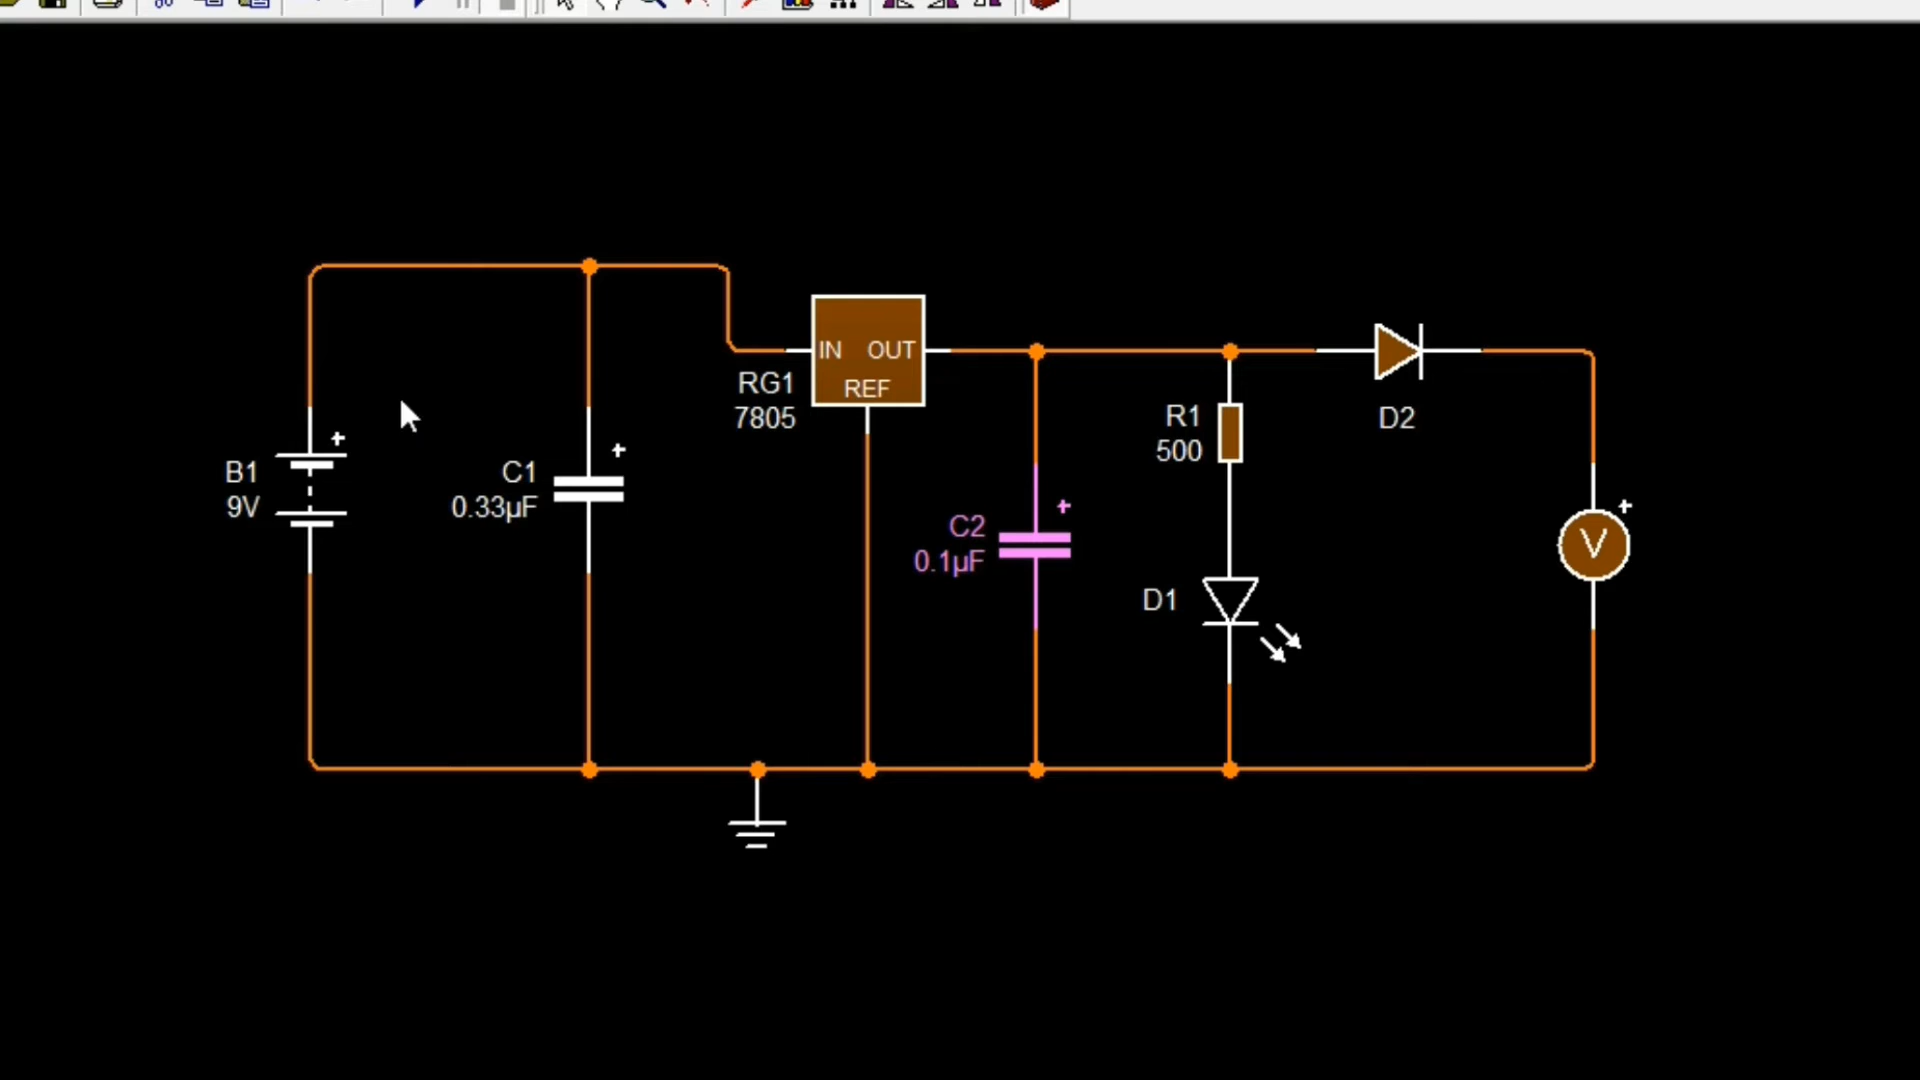 IN OUT
REF
RG1
7805
B1
9V
C1
0.33µF
C2
0.1µF
R1
500
D1
D2
V